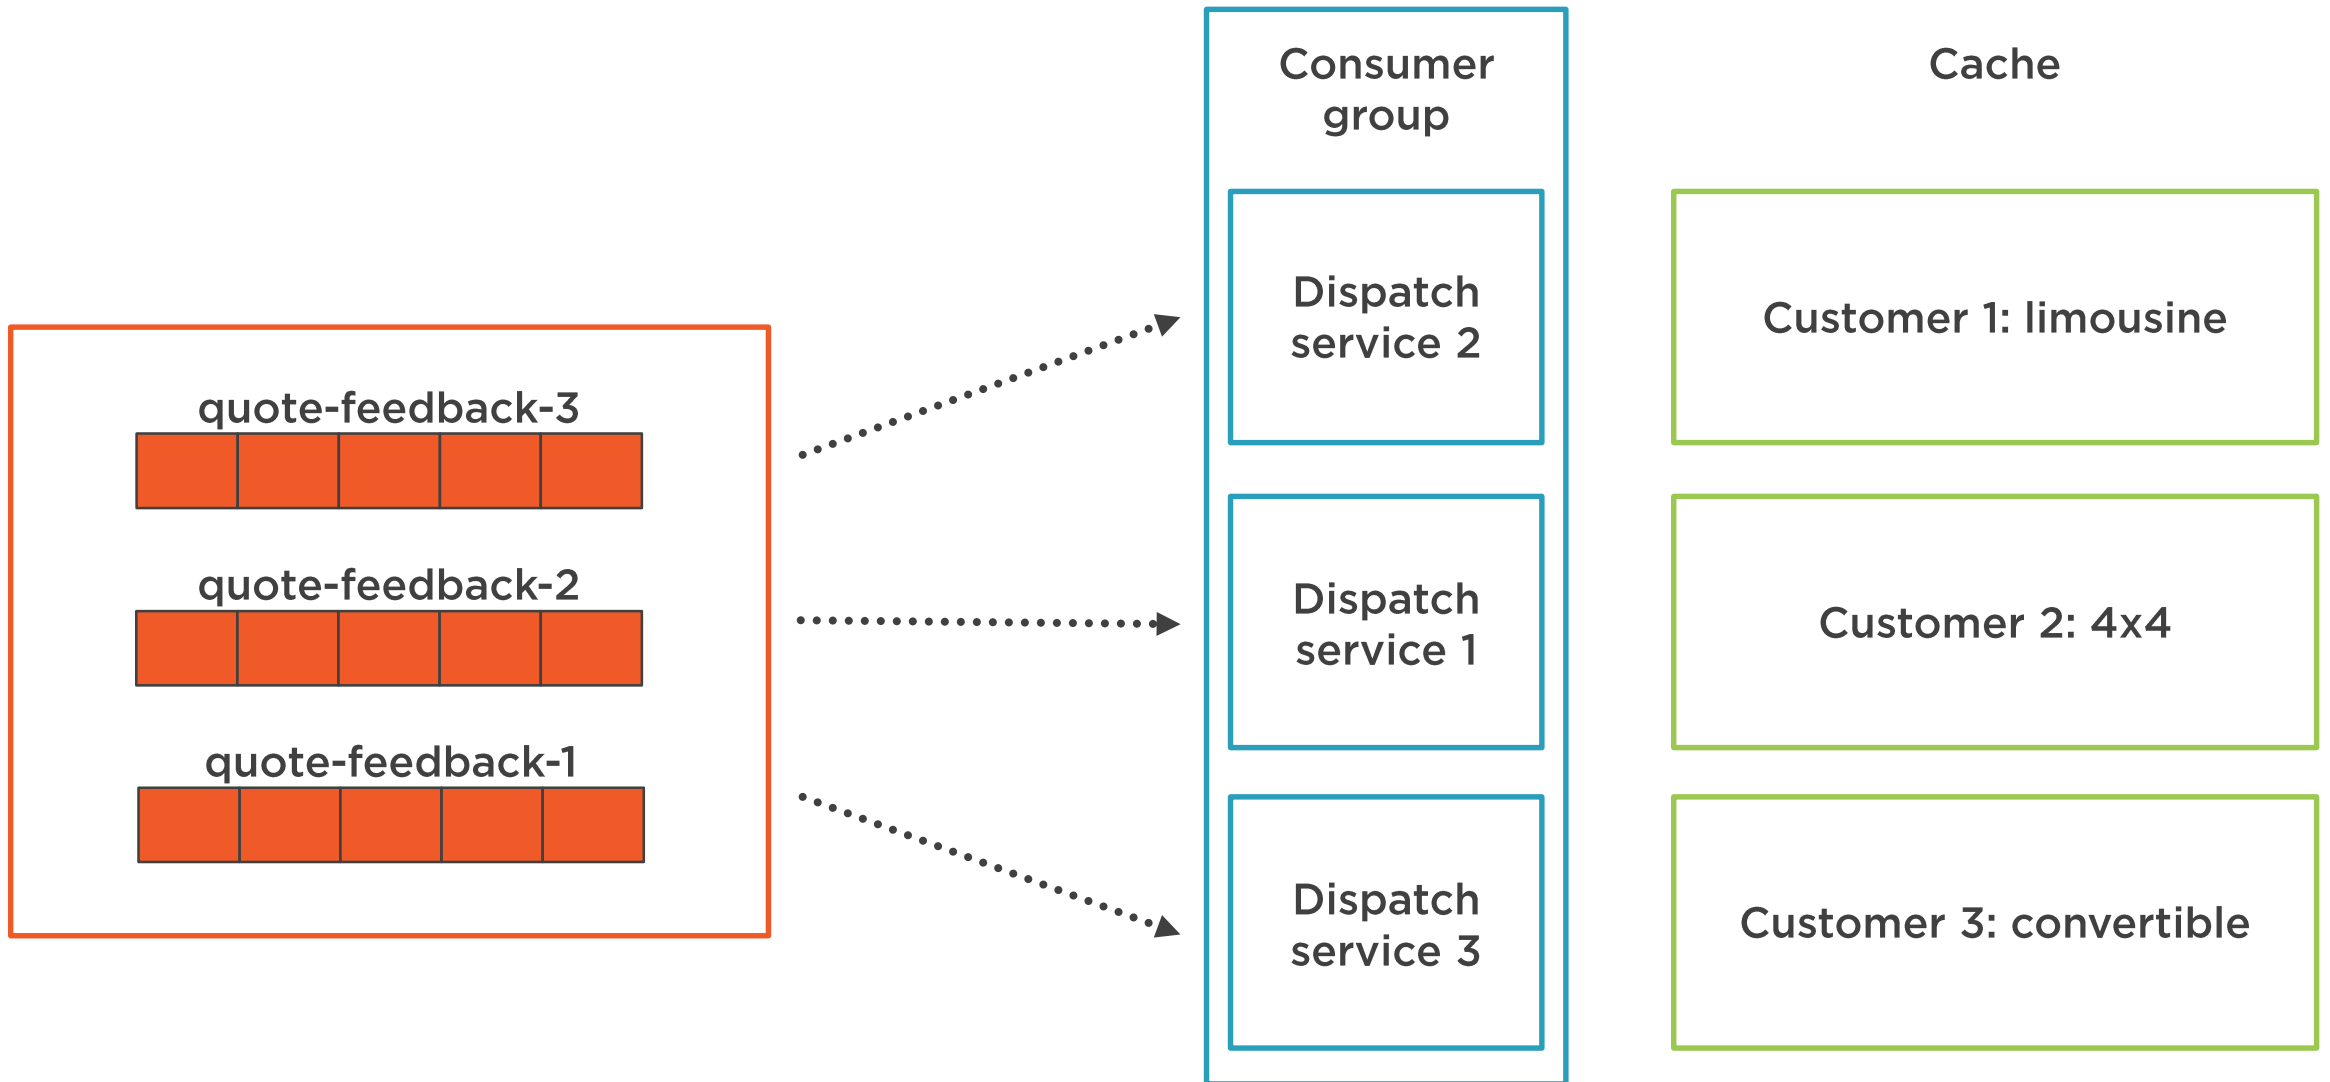 quote-feedback-3
quote-feedback-2
quote-feedback-1
Consumer
group
Dispatch
service 2
Dispatch
service 1
Dispatch
service 3
Cache
Customer 1: limousine
Customer 2: 4x4
Customer 3: convertible